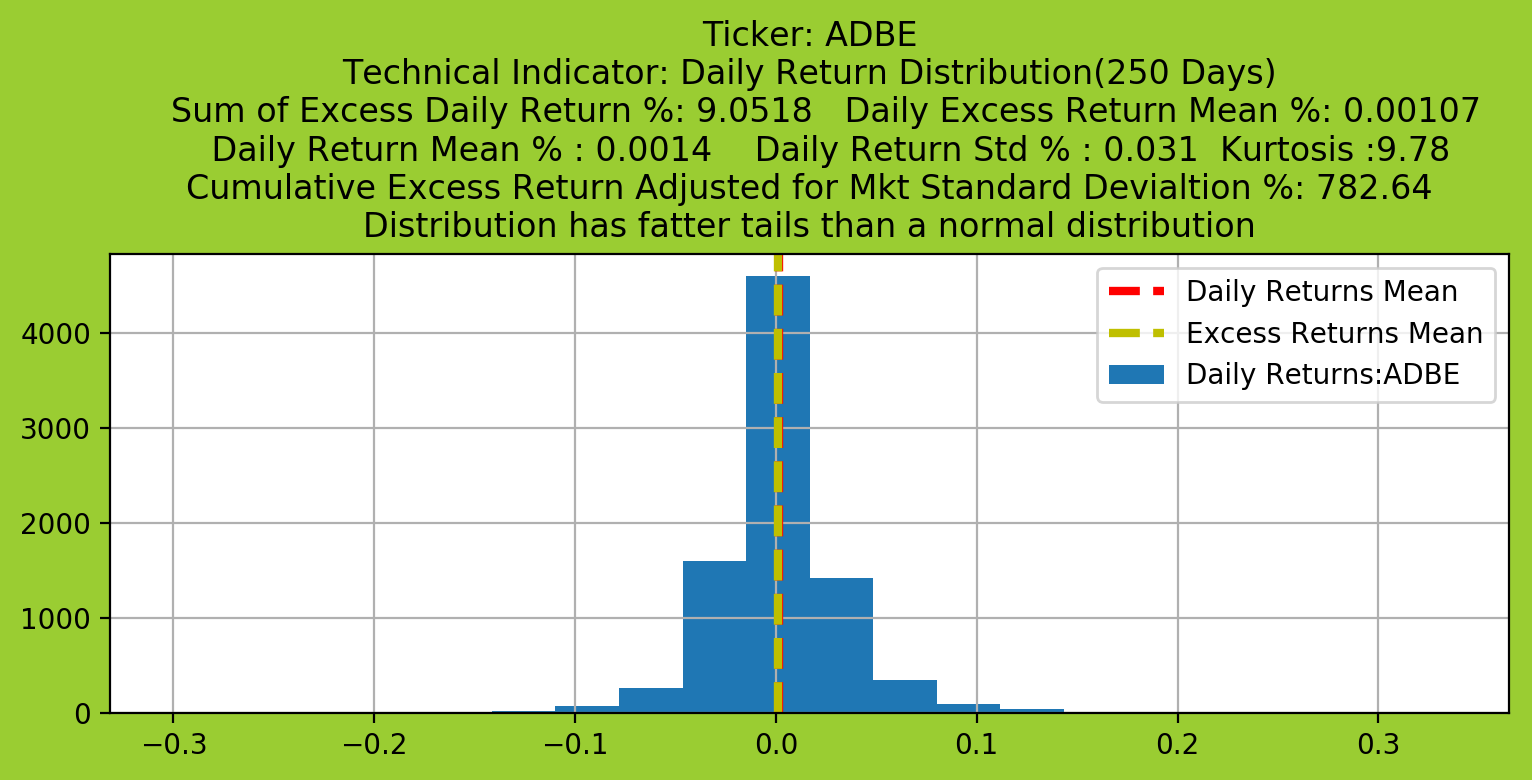 Ticker: ADBE
Technical Indicator: Daily Return Distribution(250 Days)
Sum of Excess Daily Return %: 9.0518   Daily Excess Return Mean %: 0.00107
Daily Return Mean % : 0.0014    Daily Return Std % : 0.031  Kurtosis :9.78
Cumulative Excess Return Adjusted for Mkt Standard Devialtion %: 782.64
Distribution has fatter tails than a normal distribution
Daily Returns Mean
Excess Returns Mean
Daily Returns:ADBE
4000
3000
2000
1000
0
−0.3 −0.2 −0.1 0.0 0.1 0.2 0.3